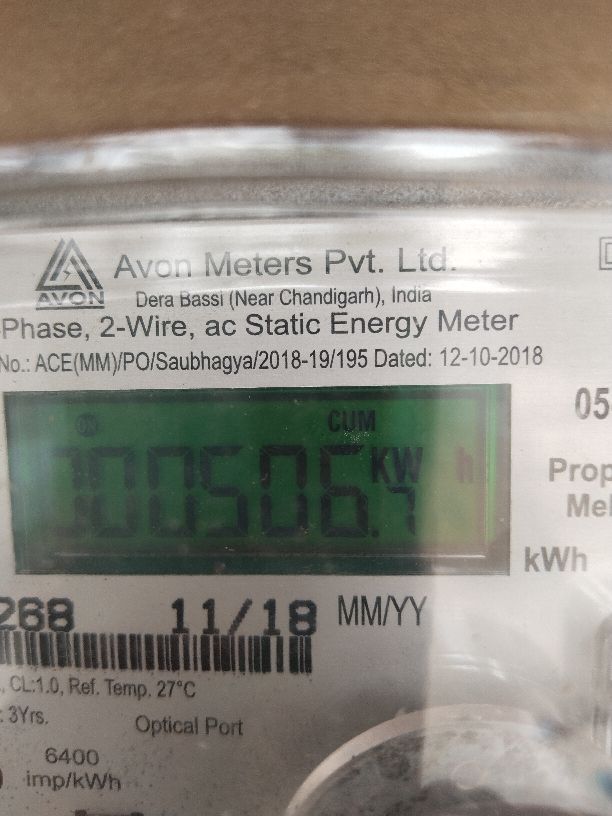 Avon Meters Pvt. Ltd.
AVON
Dera Bassi (Near Chandigarh), India
-Phase, 2-Wire, ac Static Energy Meter
No.: ACE(MM)/PO/Saubhagya/2018-19/195 Dated: 12-10-2018
ON
CUM
05
000506.7 KW h
Prop
kWh
268 11/18 MM/YY
, CL:1.0, Ref. Temp. 27°C
: 3Yrs.
Optical Port
6400
imp/kWh